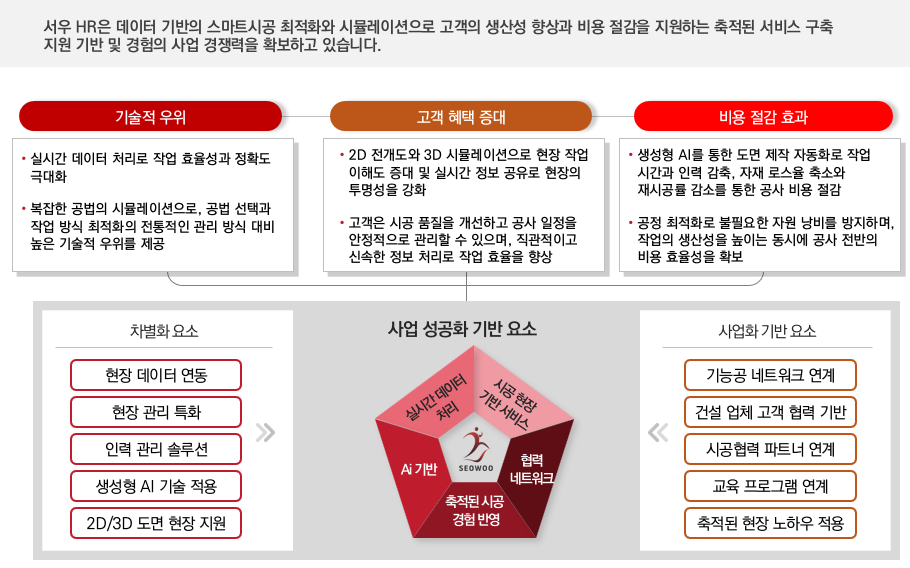 서우 HR은 데이터 기반의 스마트시공 최적화와 시뮬레이션으로 고객의 생산성 향상과 비용 절감을 지원하는 축적된 서비스 구축
지원 기반 및 경험의 사업 경쟁력을 확보하고 있습니다.
기술적 우위
• 실시간 데이터 처리로 작업 효율성과 정확도
극대화
• 복잡한 공법의 시뮬레이션으로, 공법 선택과
작업 방식 최적화의 전통적인 관리 방식 대비
높은 기술적 우위를 제공
고객 혜택 증대
• 2D 전개도와 3D 시뮬레이션으로 현장 작업
이해도 증대 및 실시간 정보 공유로 현장의
투명성을 강화
• 고객은 시공 품질을 개선하고 공사 일정을
안정적으로 관리할 수 있으며, 직관적이고
신속한 정보 처리로 작업 효율을 향상
비용 절감 효과
• 생성형 AI를 통한 도면 제작 자동화로 작업
시간과 인력 감축, 자재 로스율 축소와
재시공률 감소를 통한 공사 비용 절감
• 공정 최적화로 불필요한 자원 낭비를 방지하며,
작업의 생산성을 높이는 동시에 공사 전반의
비용 효율성을 확보
차별화 요소
현장 데이터 연동
현장 관리 특화
인력 관리 솔루션
생성형 AI 기술 적용
2D/3D 도면 현장 지원
사업 성공화 기반 요소
실시간 데이터
처리
시공 현장
기반 서비스
Ai 기반
SEOWOO
협력
네트워크
축적된 시공
경험 반영
사업화 기반 요소
기능공 네트워크 연계
건설 업체 고객 협력 기반
시공협력 파트너 연계
교육 프로그램 연계
축적된 현장 노하우 적용